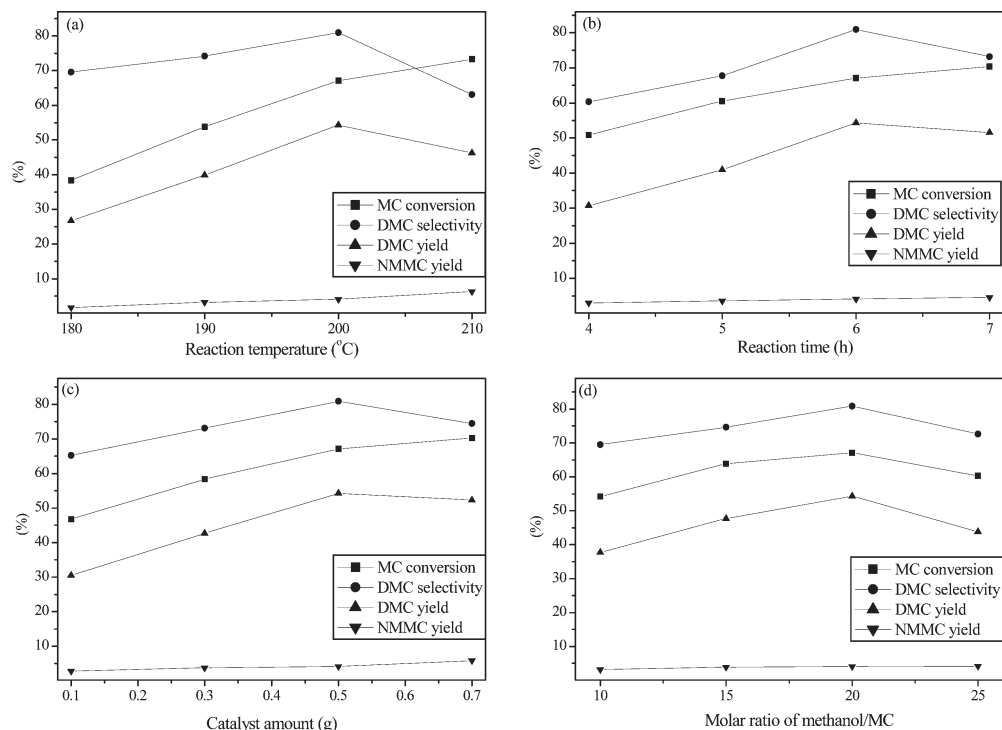 (a)
80
70
60
50
40
30
20
10
(%)
MC conversion
DMC selectivity
DMC yield
NMMC yield
180 190 200 210
Reaction temperature (°C)
(b)
80
70
60
50
40
30
20
10
(%)
MC conversion
DMC selectivity
DMC yield
NMMC yield
4 5 6 7
Reaction time (h)
(c)
80
70
60
50
40
30
20
10
(%)
MC conversion
DMC selectivity
DMC yield
NMMC yield
0.1 0.2 0.3 0.4 0.5 0.6 0.7
Catalyst amount (g)
(d)
80
70
60
50
40
30
20
10
(%)
MC conversion
DMC selectivity
DMC yield
NMMC yield
10 15 20 25
Molar ratio of methanol/MC